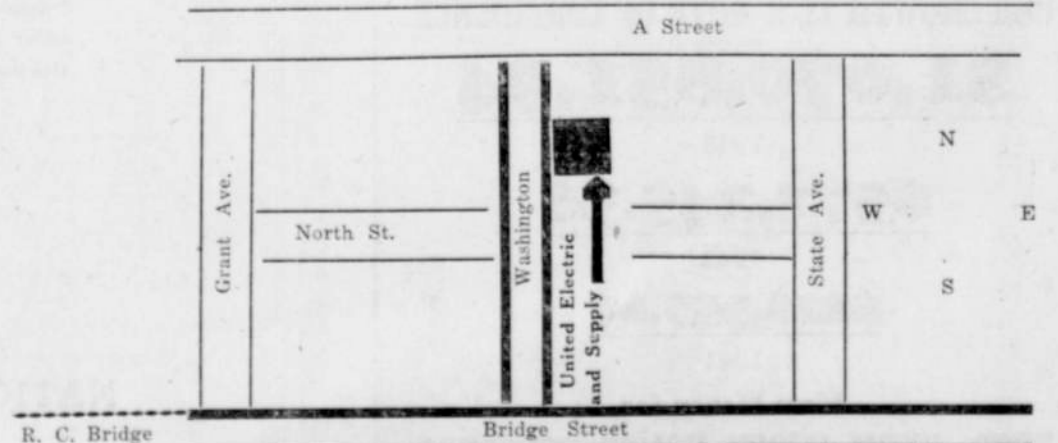 A Street
Grant Ave.
North St.
Washington
United Electric
and Supply
State Ave.
N
W E
S
R. C. Bridge
Bridge Street